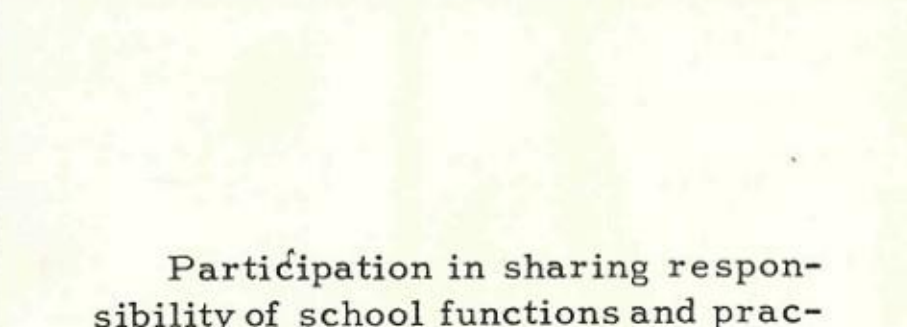 Participation in sharing respon-
sibility of school functions and prac-